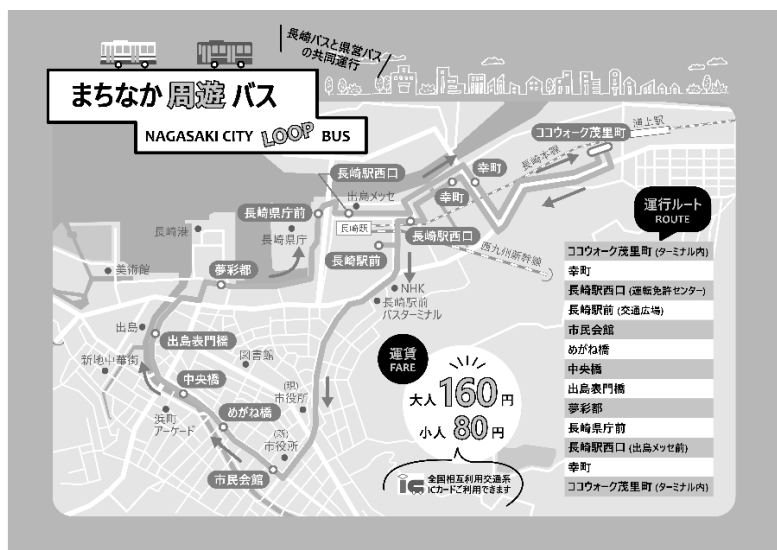 長崎バスと県営バス
の共同運行
まちなか 周遊 バス
NAGASAKI CITY LOOP BUS
ココウォーク茂里町
浦上駅
長崎本線
長崎駅西口
幸町
幸町
出島メッセ
長崎県庁前
長崎駅
長崎駅西口
長崎港
長崎県庁
長崎駅前
西九州新幹線
美術館
夢彩都
NHK
長崎駅前
バスターミナル
出島
出島表門橋
新地中華街
図書館
中央橋
(現)
市役所
浜町
アーケード
めがね橋
市役所
市民会館
運賃
FARE
大人 160 円
小人 80 円
全国相互利用交通系
ICカードご利用できます
運行ルート
ROUTE
ココウォーク茂里町 (ターミナル内)
幸町
長崎駅西口 (運転免許センター)
長崎駅前 (交通広場)
市民会館
めがね橋
中央橋
出島表門橋
夢彩都
長崎県庁前
長崎駅西口 (出島メッセ前)
幸町
ココウォーク茂里町 (ターミナル内)